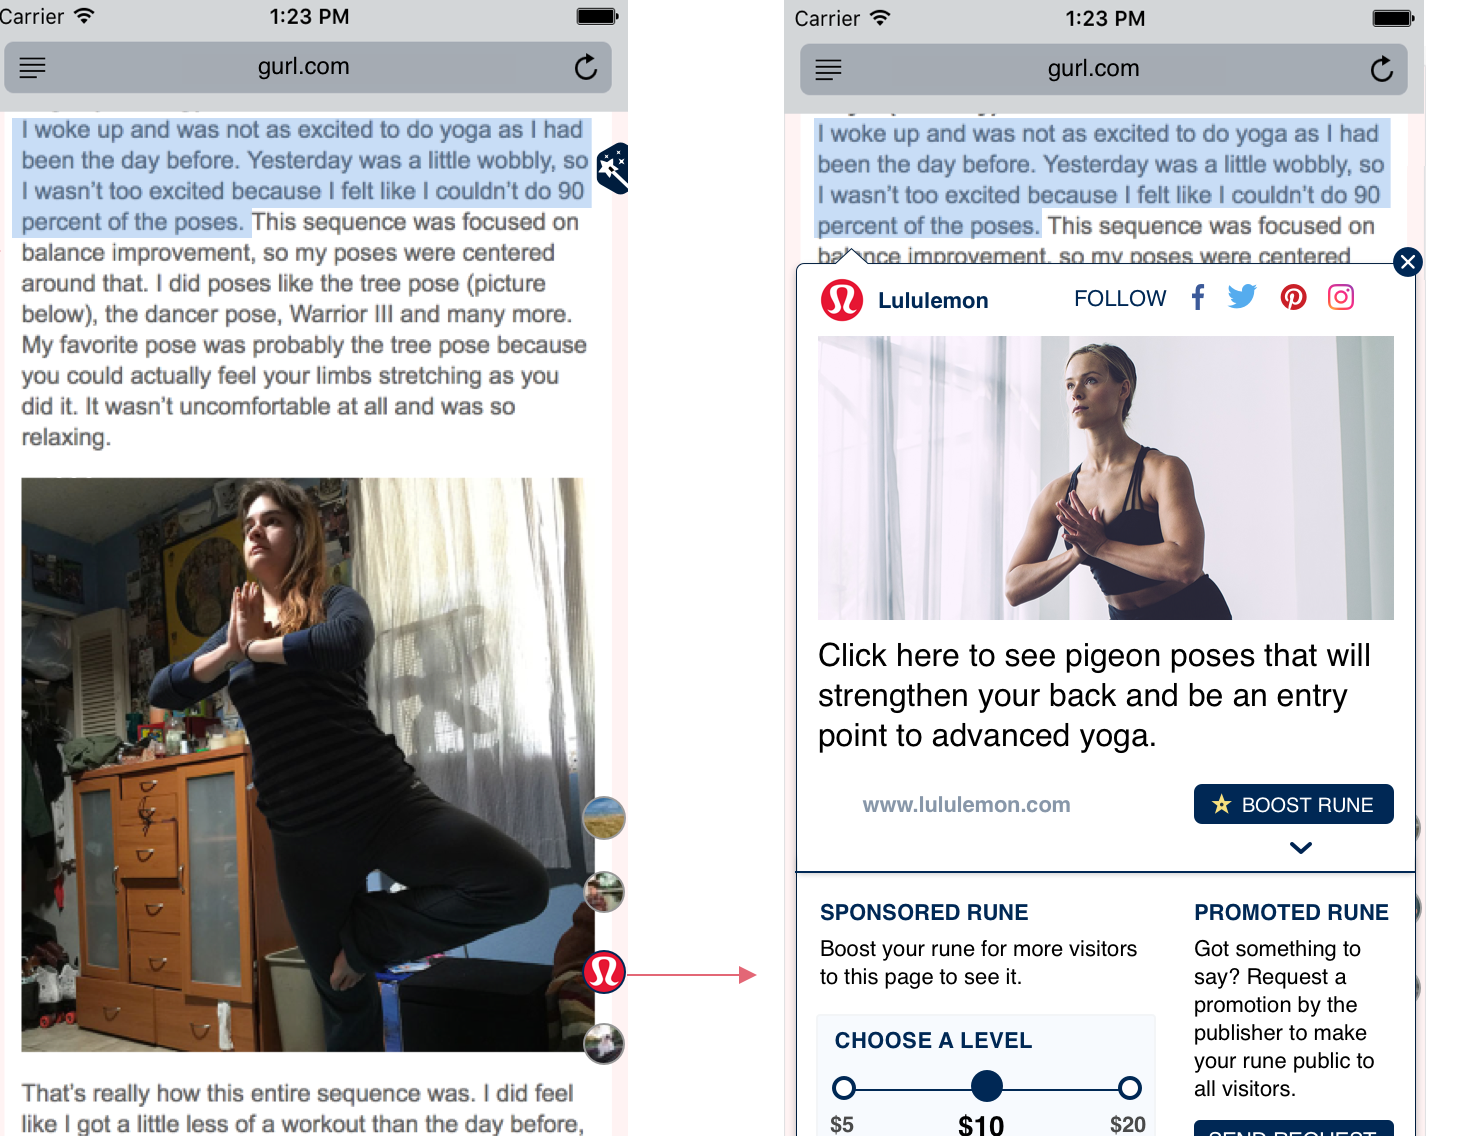 Carrier 1:23 PM
gurl.com
I woke up and was not as excited to do yoga as I had
been the day before. Yesterday was a little wobbly, so
I wasn't too excited because I felt like I couldn't do 90
percent of the poses. This sequence was focused on
balance improvement, so my poses were centered
around that. I did poses like the tree pose (picture
below), the dancer pose, Warrior III and many more.
My favorite pose was probably the tree pose because
you could actually feel your limbs stretching as you
did it. It wasn't uncomfortable at all and was so
relaxing.
That's really how this entire sequence was. I did feel
like I got a little less of a workout than the day before,
Carrier 1:23 PM
gurl.com
I woke up and was not as excited to do yoga as I had
been the day before. Yesterday was a little wobbly, so
I wasn't too excited because I felt like I couldn't do 90
percent of the poses. This sequence was focused on
balance improvement, so my poses were centered
Lululemon FOLLOW
Click here to see pigeon poses that will
strengthen your back and be an entry
point to advanced yoga.
www.lululemon.com BOOST RUNE
SPONSORED RUNE
Boost your rune for more visitors
to this page to see it.
CHOOSE A LEVEL
$5 $10 $20
PROMOTED RUNE
Got something to
say? Request a
promotion by the
publisher to make
your rune public to
all visitors.
SEND REQUEST